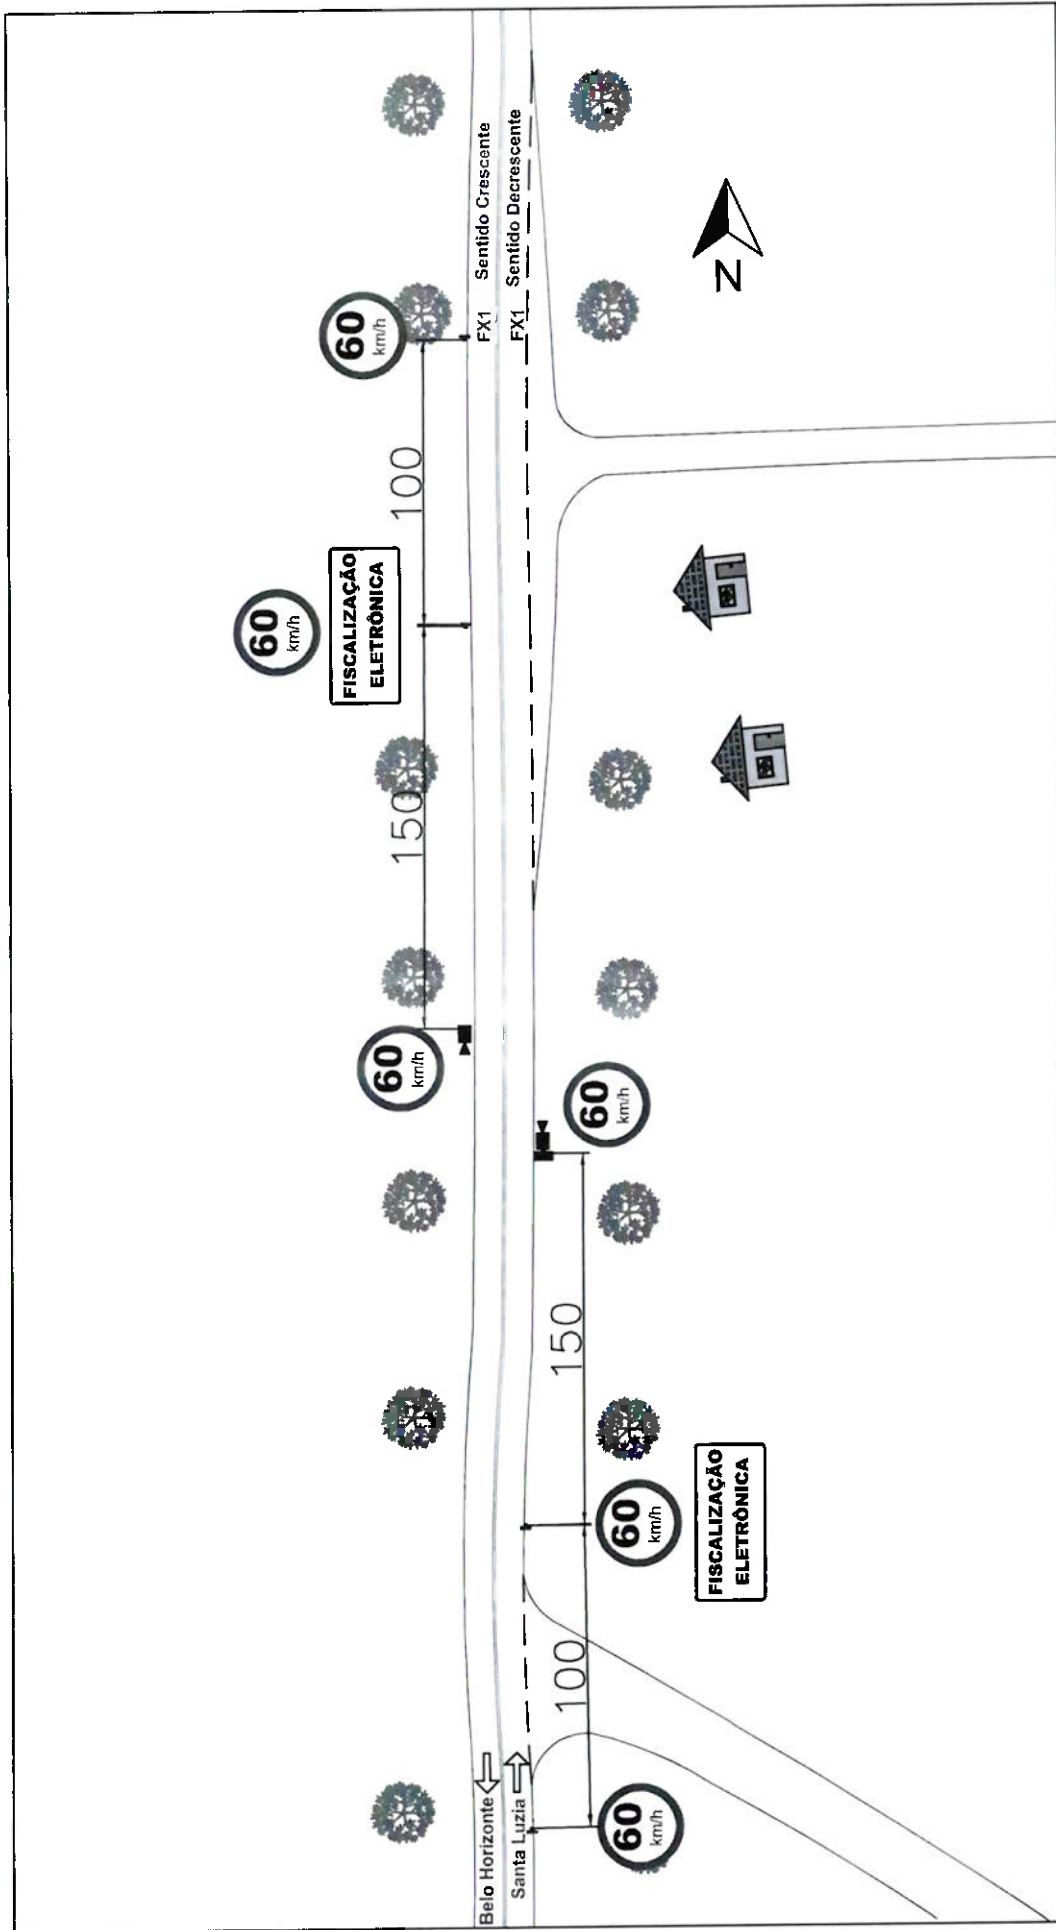 60
km/h
100
60
km/h
FISCALIZAÇÃO
ELETRÔNICA
150
60
km/h
FX1 Sentido Crescente
FX1 Sentido Decrescente
Belo Horizonte
Santa Luzia
60
km/h
150
60
km/h
FISCALIZAÇÃO
ELETRÔNICA
100
60
km/h
N